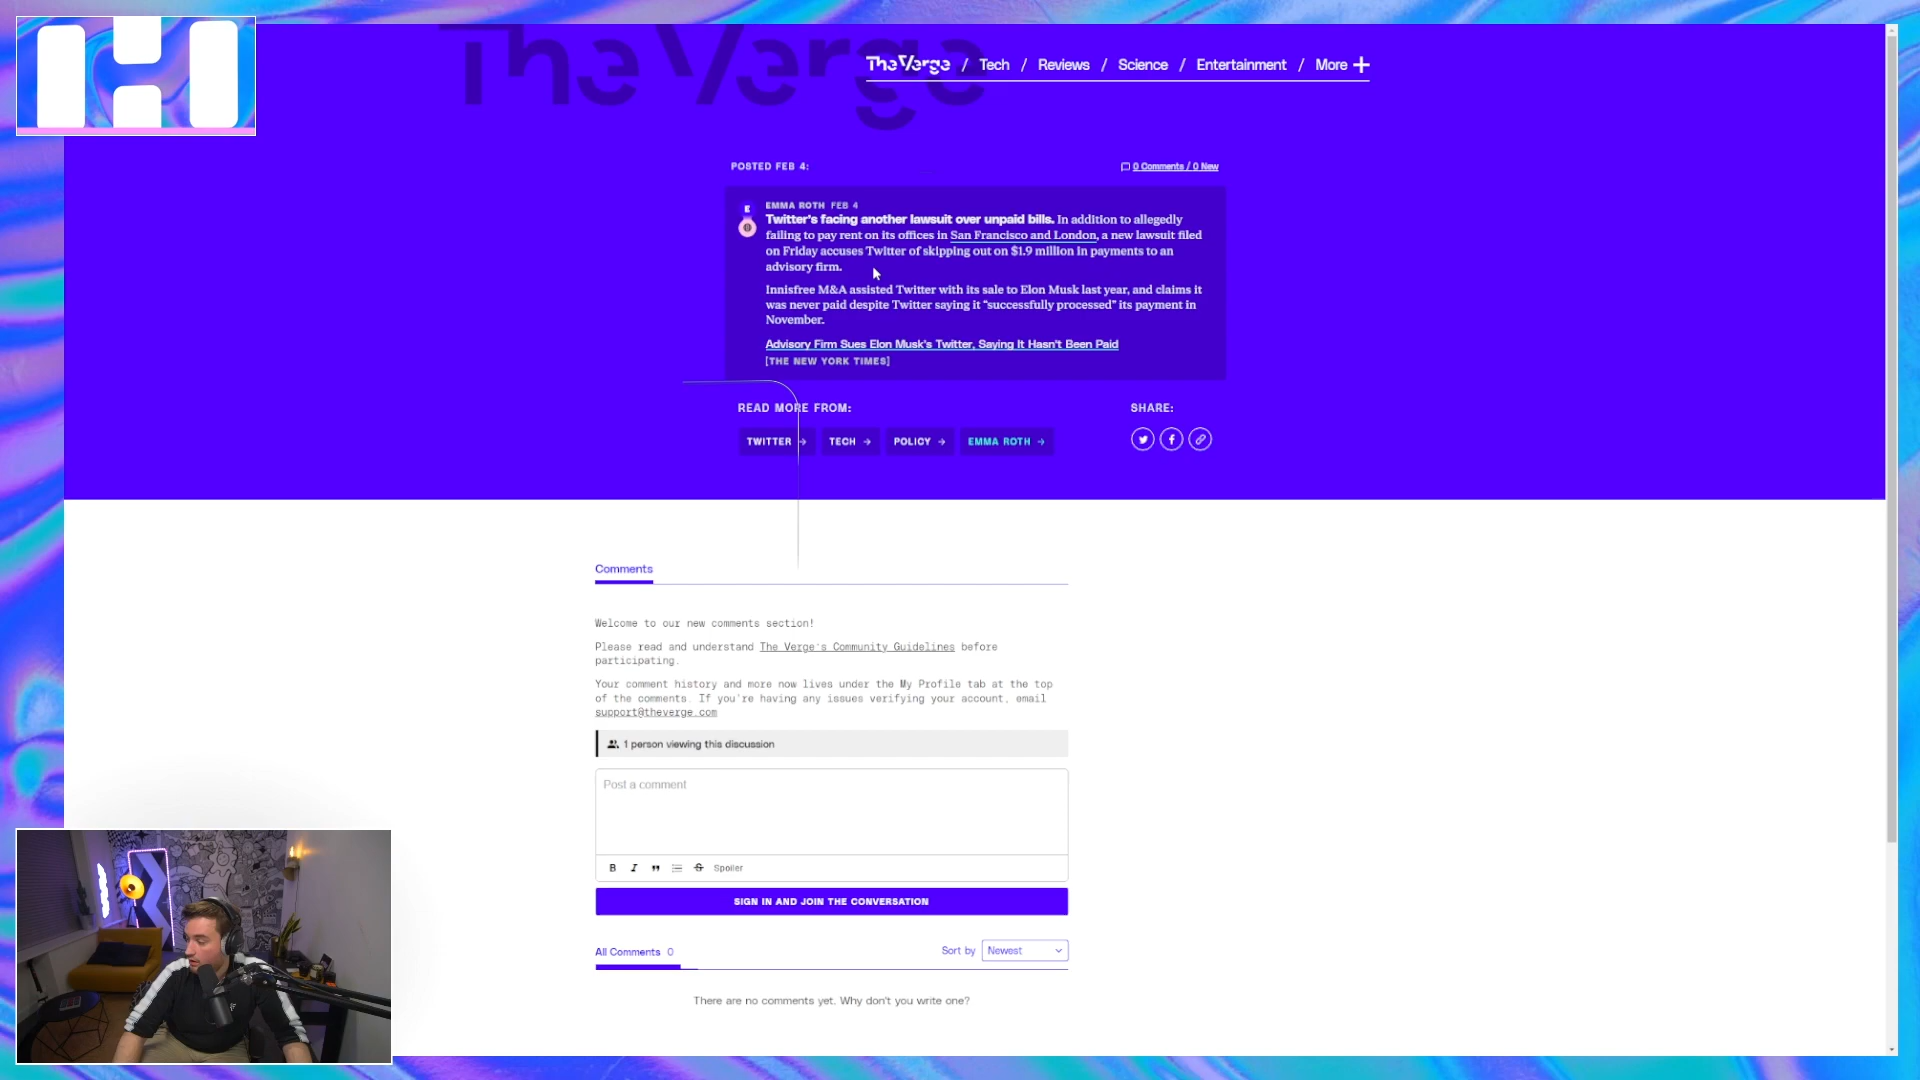 The Verge
The Verge / Tech / Reviews / Science / Entertainment / More +
POSTED FEB 4:
0 Comments / 0 New
E
EMMA ROTH FEB 4
Twitter's facing another lawsuit over unpaid bills. In addition to allegedly
failing to pay rent on its offices in San Francisco and London, a new lawsuit filed
on Friday accuses Twitter of skipping out on $1.9 million in payments to an
advisory firm.
Innisfree M&A assisted Twitter with its sale to Elon Musk last year, and claims it
was never paid despite Twitter saying it “successfully processed” its payment in
November.
Advisory Firm Sues Elon Musk's Twitter, Saying It Hasn't Been Paid
[THE NEW YORK TIMES]
READ MORE FROM:
SHARE:
TWITTER → TECH → POLICY → EMMA ROTH →
Comments
Welcome to our new comments section!
Please read and understand The Verge's Community Guidelines before
participating.
Your comment history and more now lives under the My Profile tab at the top
of the comments. If you're having any issues verifying your account, email
support@theverge.com
1 person viewing this discussion
Post a comment
B I " S Spoiler
SIGN IN AND JOIN THE CONVERSATION
All Comments 0
Sort by Newest
There are no comments yet. Why don't you write one?